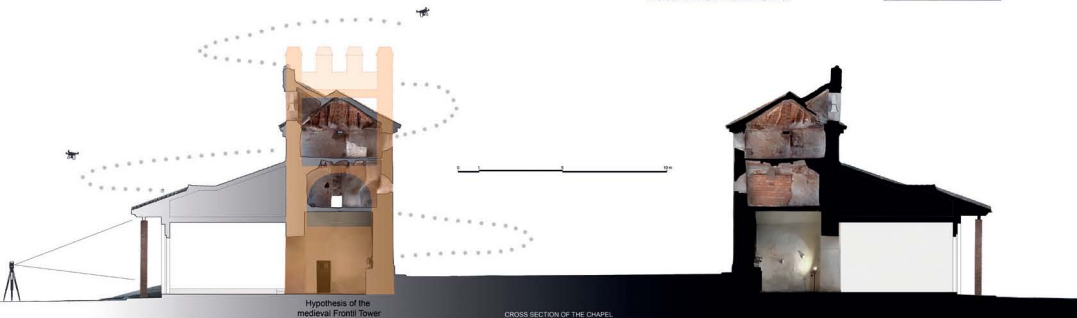 0 1 5 10 m
Hypothesis of the
medieval Frontil Tower
CROSS SECTION OF THE CHAPEL